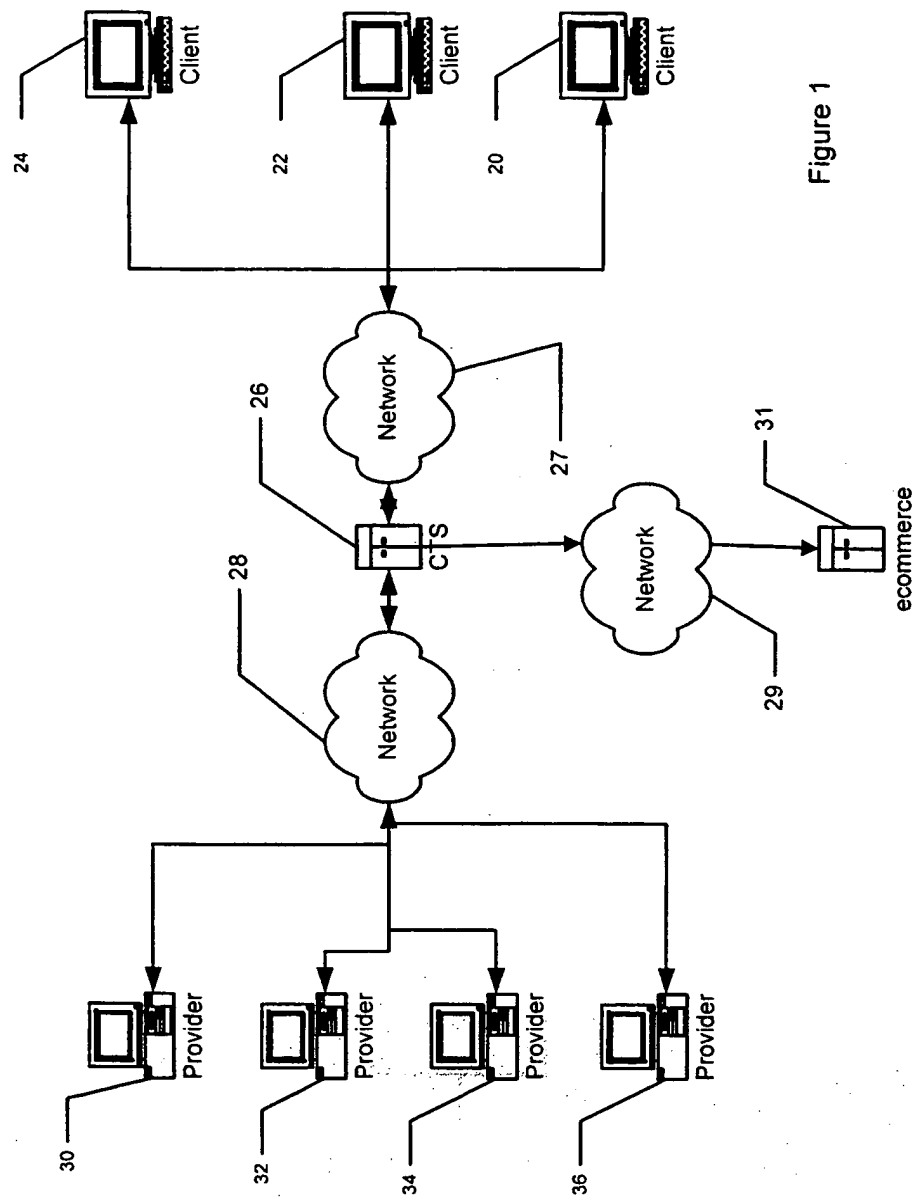 24
Client
22
Client
20
Client
Figure 1
Network
27
26
CTS
28
Network
Network
29
31
ecommerce
30
Provider
32
Provider
34
Provider
36
Provider